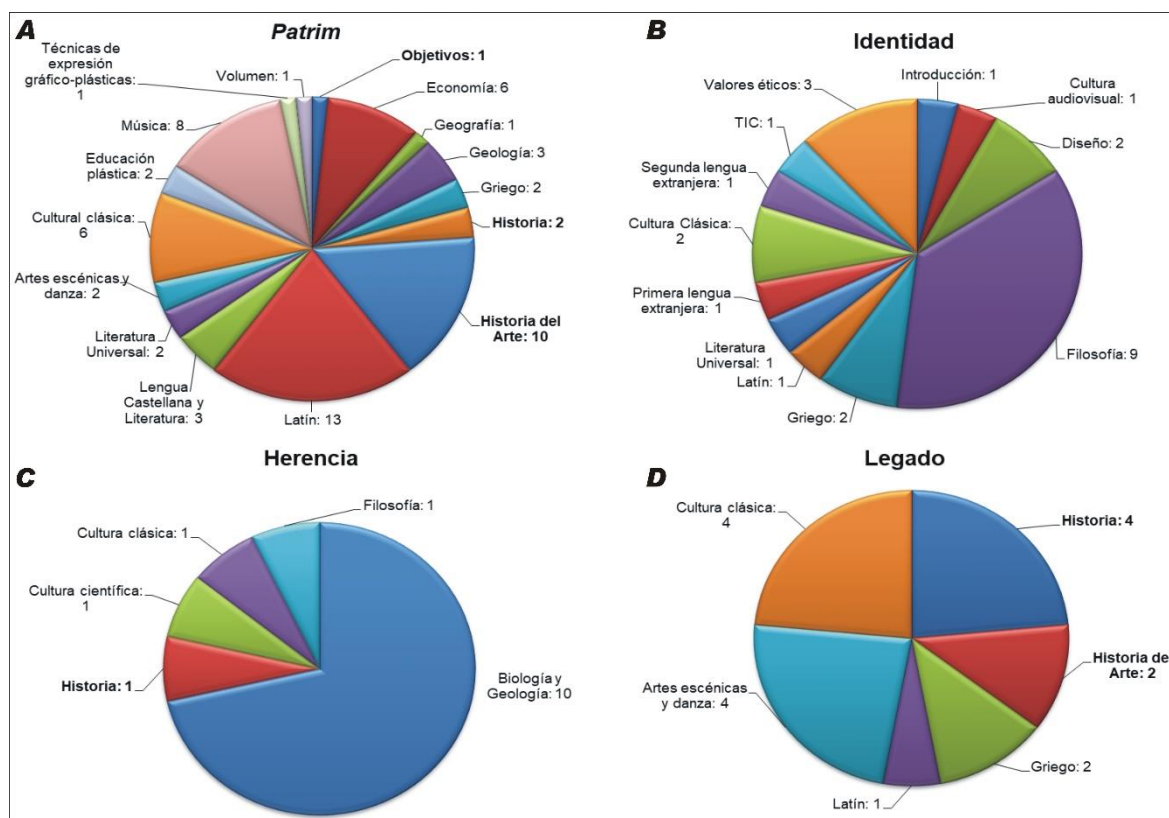 A
Patrim
Técnicas de
expresión
gráfico-plásticas:
1
Volumen: 1
Objetivos: 1
Economía: 6
Geografía: 1
Geología: 3
Griego: 2
Historia: 2
Historia del
Arte: 10
Latín: 13
Lengua
Castellana y
Literatura: 3
Literatura
Universal: 2
Artes escénicas y
danza: 2
Cultural clásica:
6
Educación
plástica: 2
Música: 8
B
Identidad
Introducción: 1
Cultura
audiovisual: 1
Diseño: 2
Filosofía: 9
Griego: 2
Latín: 1
Literatura
Universal: 1
Primera lengua
extranjera: 1
Cultura Clásica:
2
Segunda lengua
extranjera: 1
TIC: 1
Valores éticos: 3
C
Herencia
Filosofía: 1
Cultura clásica: 1
Cultura científica:
1
Historia: 1
Biología y
Geología: 10
D
Legado
Cultura clásica:
4
Historia: 4
Historia de
Arte: 2
Griego: 2
Latín: 1
Artes escénicas
y danza: 4